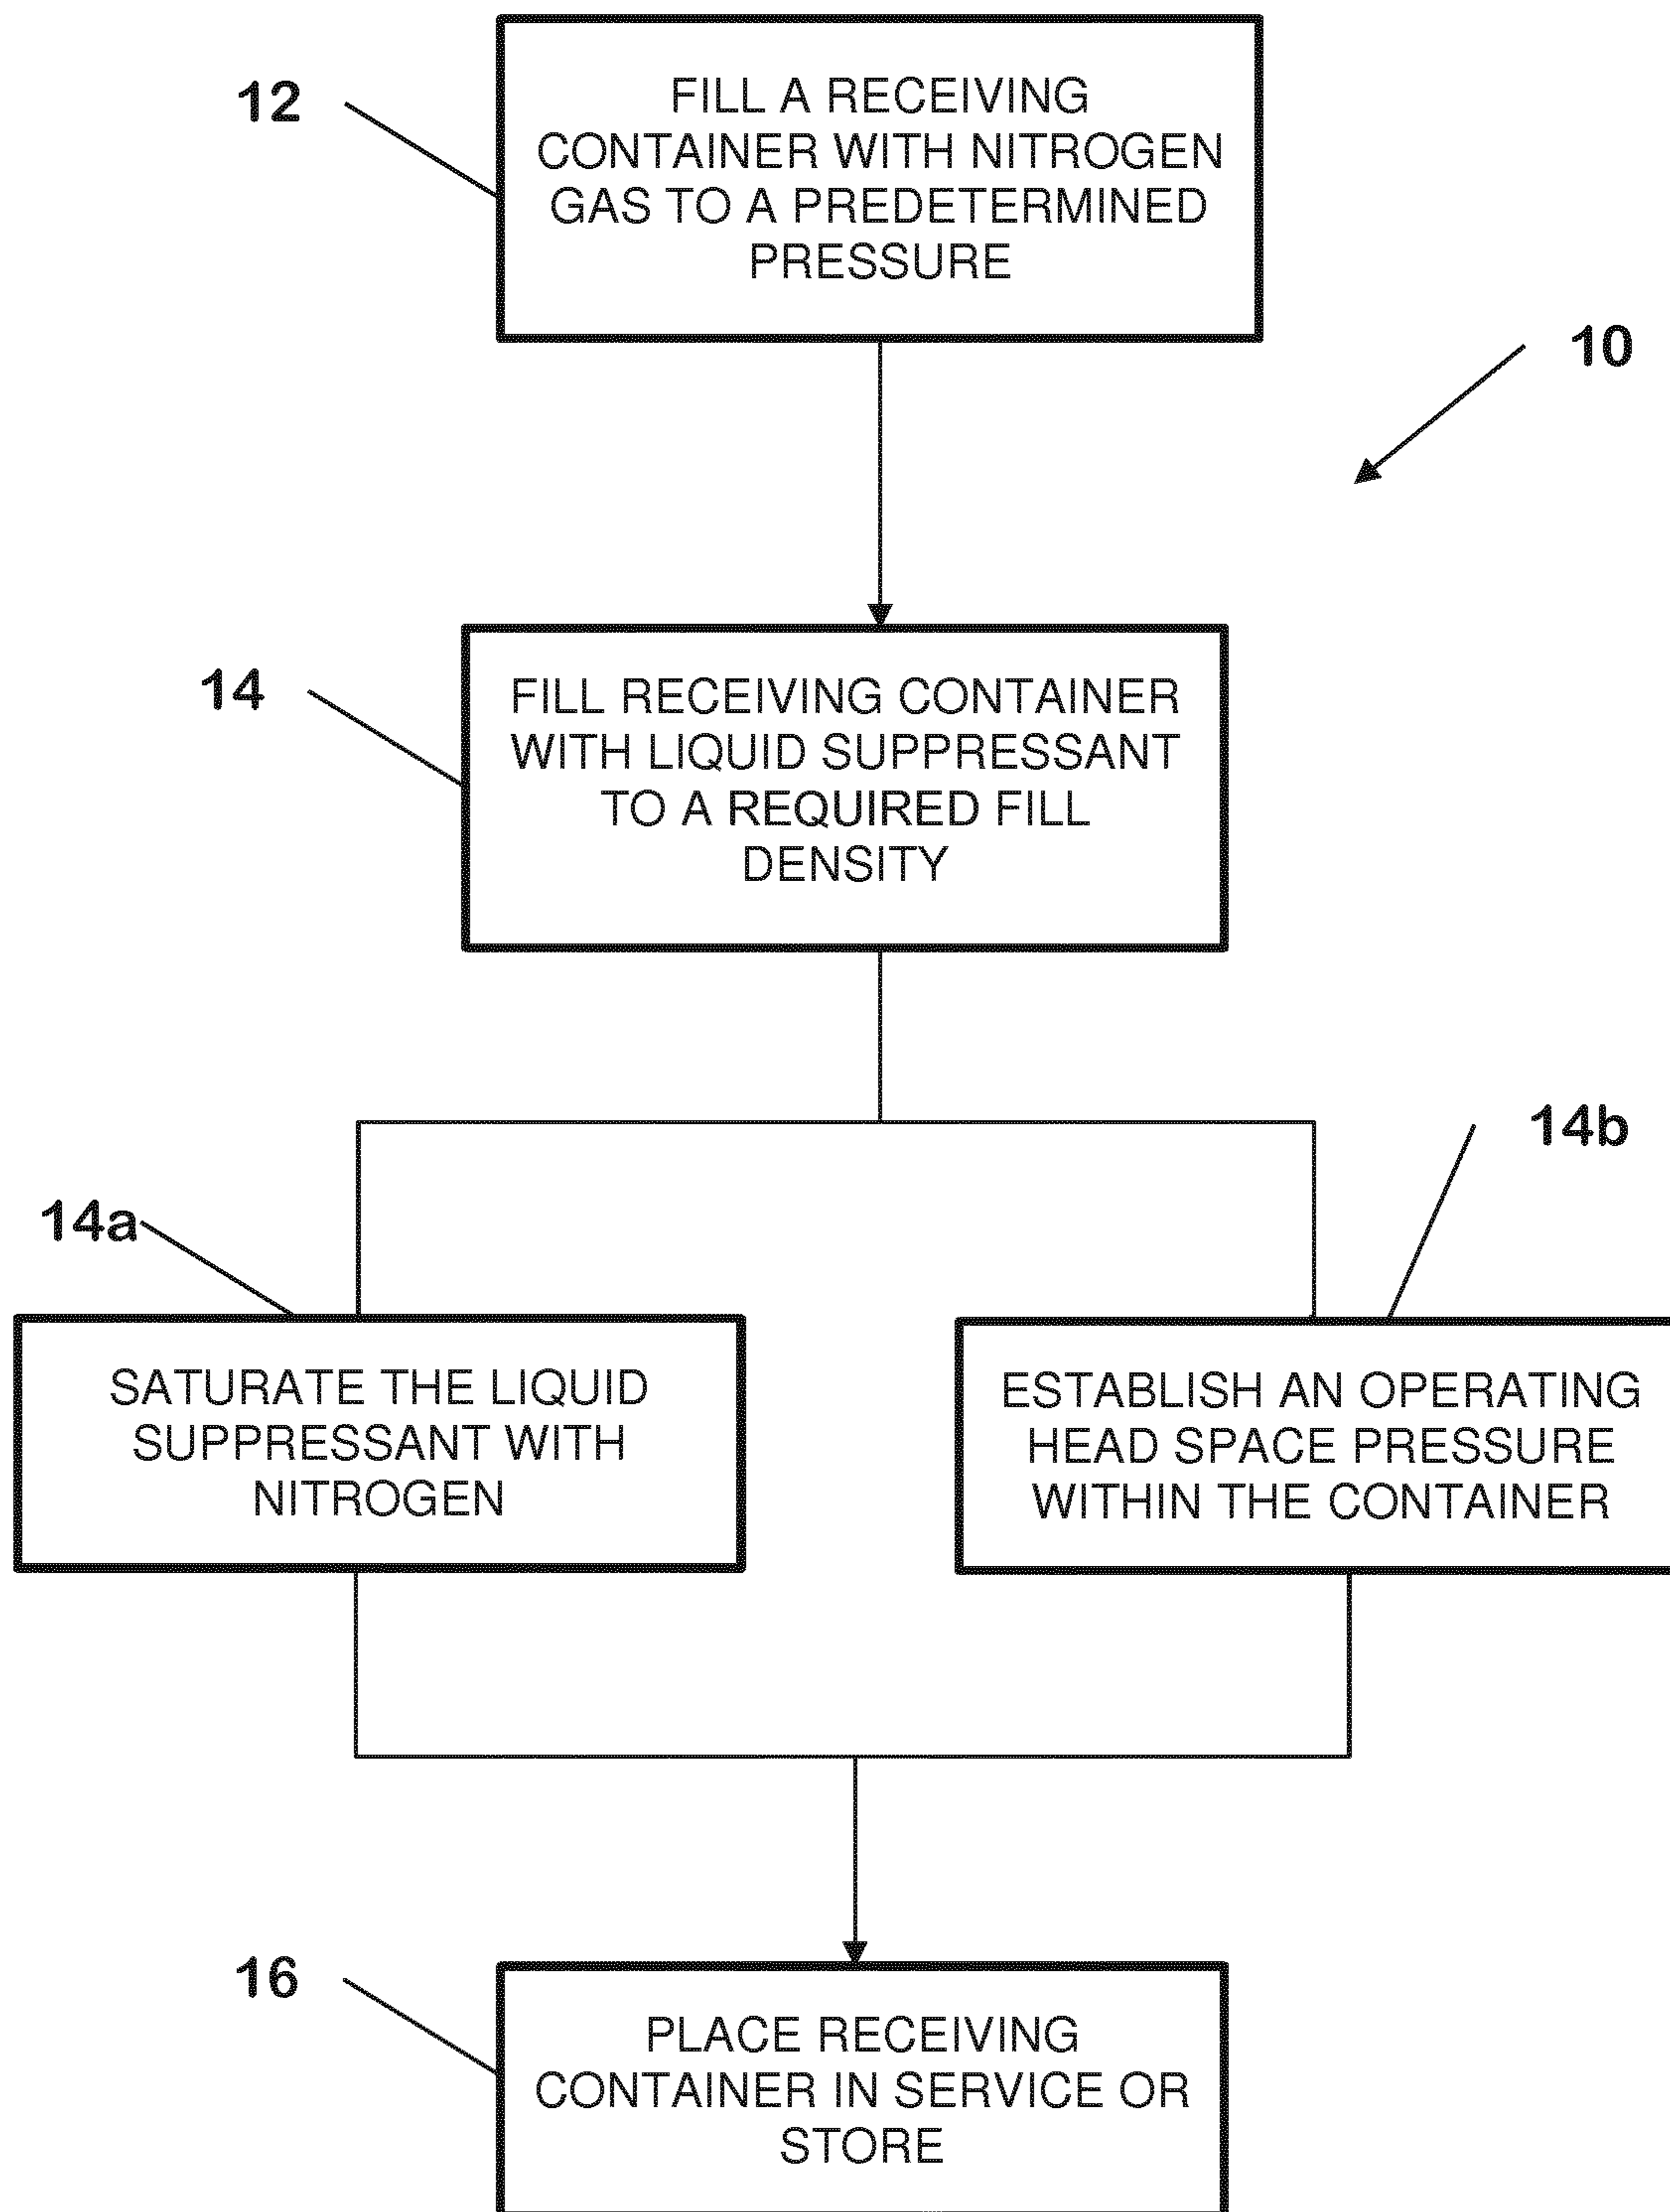 12
FILL A RECEIVING
CONTAINER WITH NITROGEN
GAS TO A PREDETERMINED
PRESSURE
10
14
FILL RECEIVING CONTAINER
WITH LIQUID SUPPRESSANT
TO A REQUIRED FILL
DENSITY
14b
14a
SATURATE THE LIQUID
SUPPRESSANT WITH
NITROGEN
ESTABLISH AN OPERATING
HEAD SPACE PRESSURE
WITHIN THE CONTAINER
16
PLACE RECEIVING
CONTAINER IN SERVICE OR
STORE